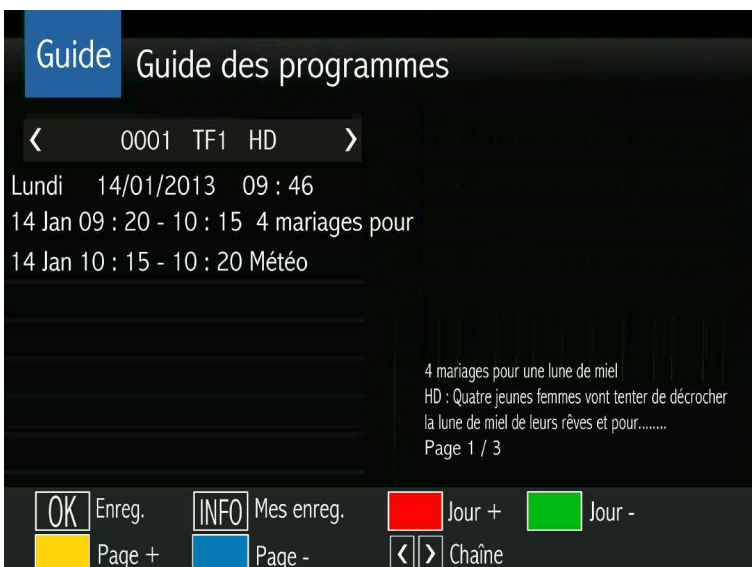 Guide Guide des programmes
< 0001 TF1 HD >
Lundi 14/01/2013 09 : 46
14 Jan 09 : 20 - 10 : 15 4 mariages pour
14 Jan 10 : 15 - 10 : 20 Météo
4 mariages pour une lune de miel
HD : Quatre jeunes femmes vont tenter de décrocher
la lune de miel de leurs rêves et pour........
Page 1 / 3
OK Enreg. INFO Mes enreg. Jour + Jour -
Page + Page - < > Chaîne